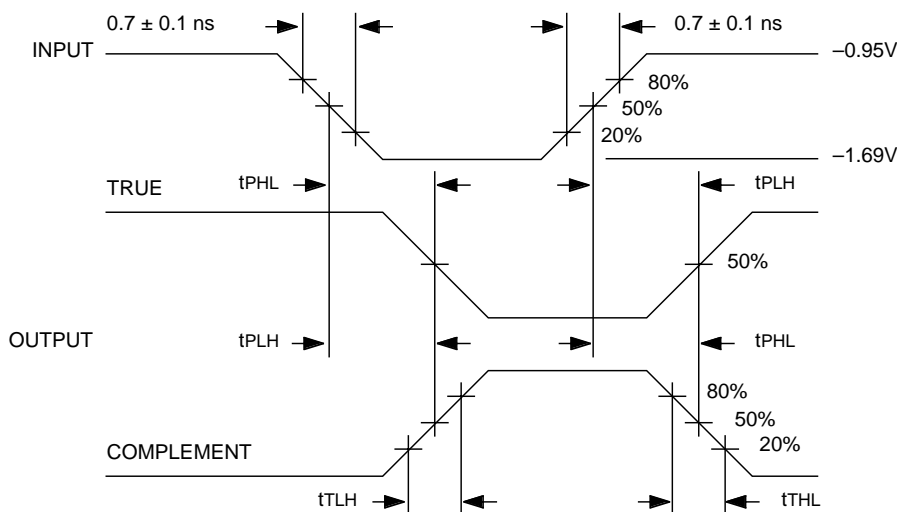 0.7 ± 0.1 ns 0.7 ± 0.1 ns
INPUT –0.95V
80%
50%
20%
–1.69V
tPHL tPLH
TRUE
50%
OUTPUT tPLH tPHL
80%
50%
COMPLEMENT 20%
tTLH tTHL